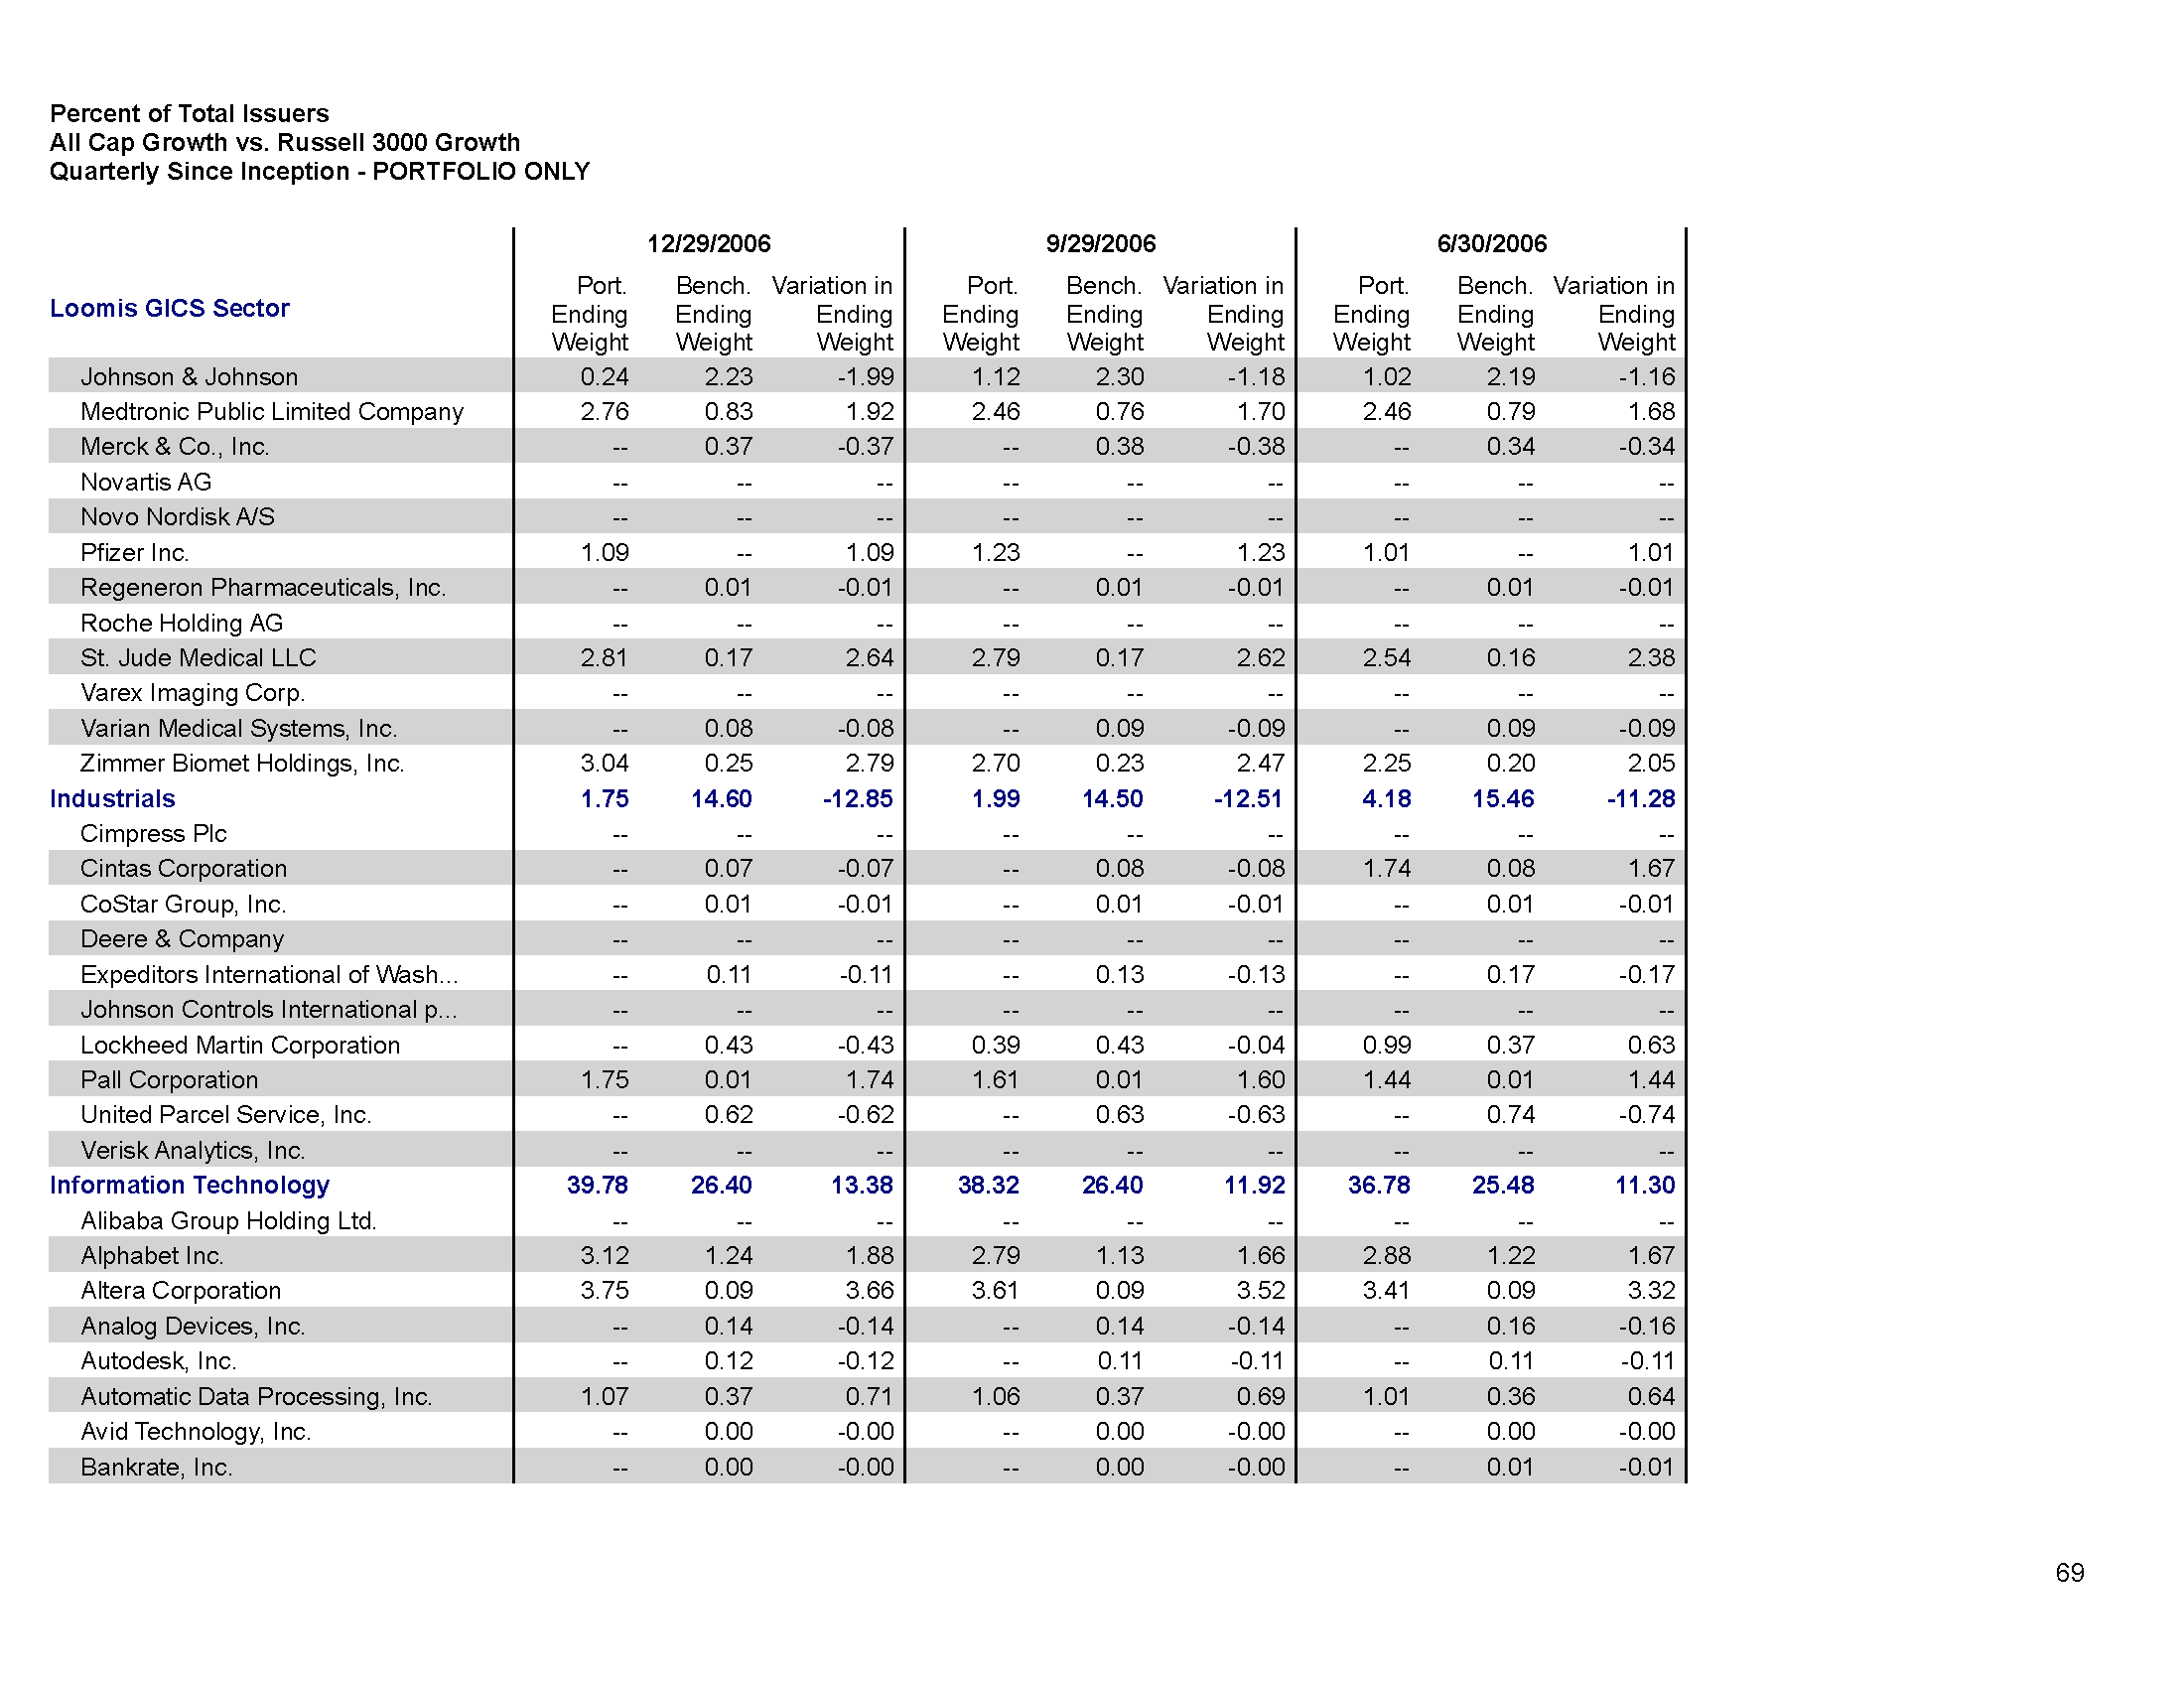 Percent of Total Issuers
All Cap Growth vs. Russell 3000 Growth
Quarterly Since Inception - PORTFOLIO ONLY
12/29/2006 9/29/2006 6/30/2006
Loomis GICS Sector
Port. Bench. Variation in Port. Bench. Variation in Port. Bench. Variation in
Ending Ending Ending Ending Ending Ending Ending Ending Ending
Weight Weight Weight Weight Weight Weight Weight Weight Weight
Johnson & Johnson 0.24 2.23 -1.99 1.12 2.30 -1.18 1.02 2.19 -1.16
Medtronic Public Limited Company 2.76 0.83 1.92 2.46 0.76 1.70 2.46 0.79 1.68
Merck & Co., Inc. -- 0.37 -0.37 -- 0.38 -0.38 -- 0.34 -0.34
Novartis AG -- -- -- -- -- -- -- -- --
Novo Nordisk A/S -- -- -- -- -- -- -- -- --
Pfizer Inc. 1.09 -- 1.09 1.23 -- 1.23 1.01 -- 1.01
Regeneron Pharmaceuticals, Inc. -- 0.01 -0.01 -- 0.01 -0.01 -- 0.01 -0.01
Roche Holding AG -- -- -- -- -- -- -- -- --
St. Jude Medical LLC 2.81 0.17 2.64 2.79 0.17 2.62 2.54 0.16 2.38
Varex Imaging Corp. -- -- -- -- -- -- -- -- --
Varian Medical Systems, Inc. -- 0.08 -0.08 -- 0.09 -0.09 -- 0.09 -0.09
Zimmer Biomet Holdings, Inc. 3.04 0.25 2.79 2.70 0.23 2.47 2.25 0.20 2.05
Industrials 1.75 14.60 -12.85 1.99 14.50 -12.51 4.18 15.46 -11.28
Cimpress Plc -- -- -- -- -- -- -- -- --
Cintas Corporation -- 0.07 -0.07 -- 0.08 -0.08 1.74 0.08 1.67
CoStar Group, Inc. -- 0.01 -0.01 -- 0.01 -0.01 -- 0.01 -0.01
Deere & Company -- -- -- -- -- -- -- -- --
Expeditors International of Wash... -- 0.11 -0.11 -- 0.13 -0.13 -- 0.17 -0.17
Johnson Controls International p... -- -- -- -- -- -- -- -- --
Lockheed Martin Corporation -- 0.43 -0.43 0.39 0.43 -0.04 0.99 0.37 0.63
Pall Corporation 1.75 0.01 1.74 1.61 0.01 1.60 1.44 0.01 1.44
United Parcel Service, Inc. -- 0.62 -0.62 -- 0.63 -0.63 -- 0.74 -0.74
Verisk Analytics, Inc. -- -- -- -- -- -- -- -- --
Information Technology 39.78 26.40 13.38 38.32 26.40 11.92 36.78 25.48 11.30
Alibaba Group Holding Ltd. -- -- -- -- -- -- -- -- --
Alphabet Inc. 3.12 1.24 1.88 2.79 1.13 1.66 2.88 1.22 1.67
Altera Corporation 3.75 0.09 3.66 3.61 0.09 3.52 3.41 0.09 3.32
Analog Devices, Inc. -- 0.14 -0.14 -- 0.14 -0.14 -- 0.16 -0.16
Autodesk, Inc. -- 0.12 -0.12 -- 0.11 -0.11 -- 0.11 -0.11
Automatic Data Processing, Inc. 1.07 0.37 0.71 1.06 0.37 0.69 1.01 0.36 0.64
Avid Technology, Inc. -- 0.00 -0.00 -- 0.00 -0.00 -- 0.00 -0.00
Bankrate, Inc. -- 0.00 -0.00 -- 0.00 -0.00 -- 0.01 -0.01
69